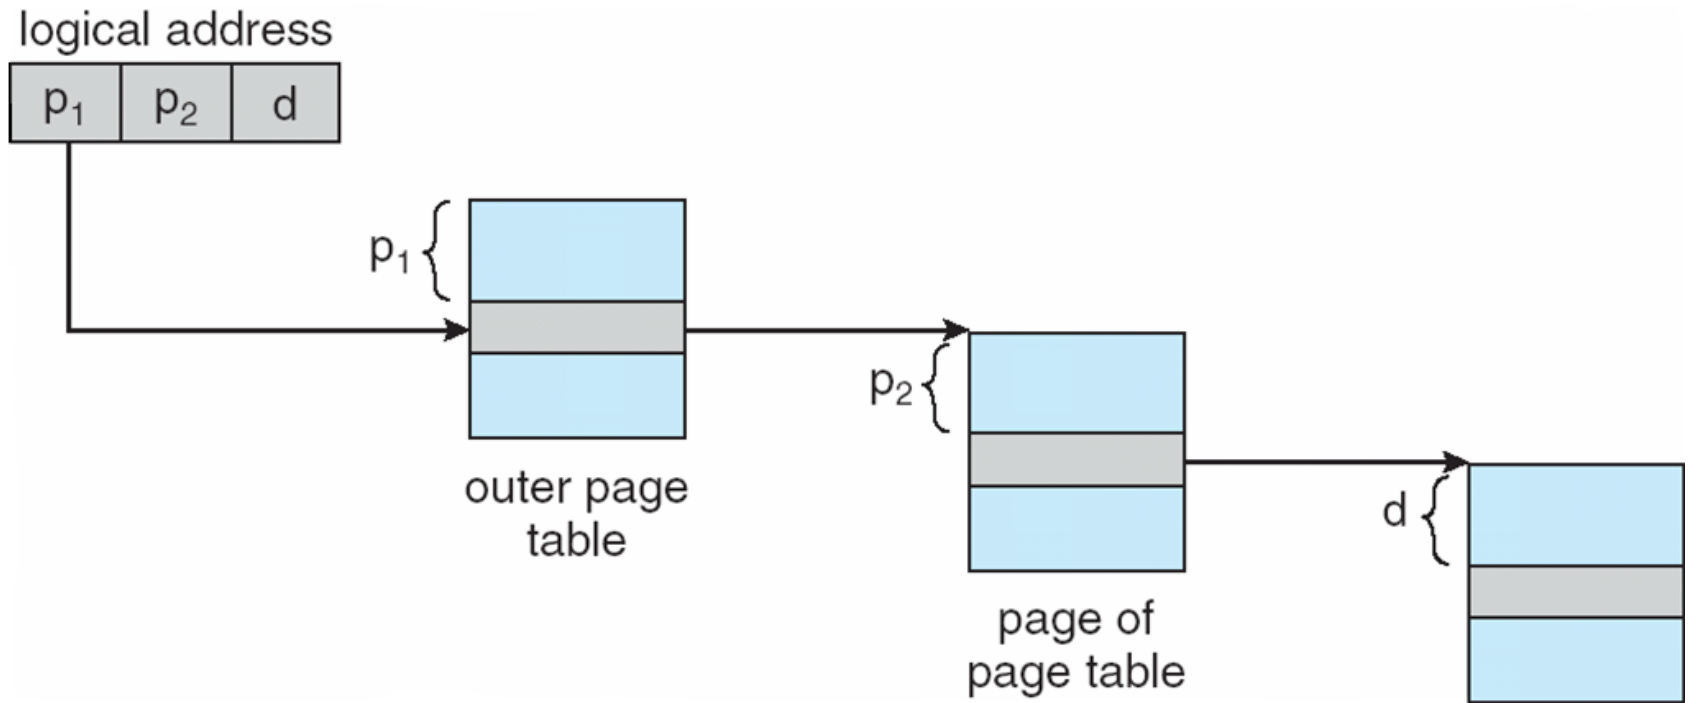 logical address
p₁ p₂ d
p₁
outer page
table
p₂
page of
page table
d